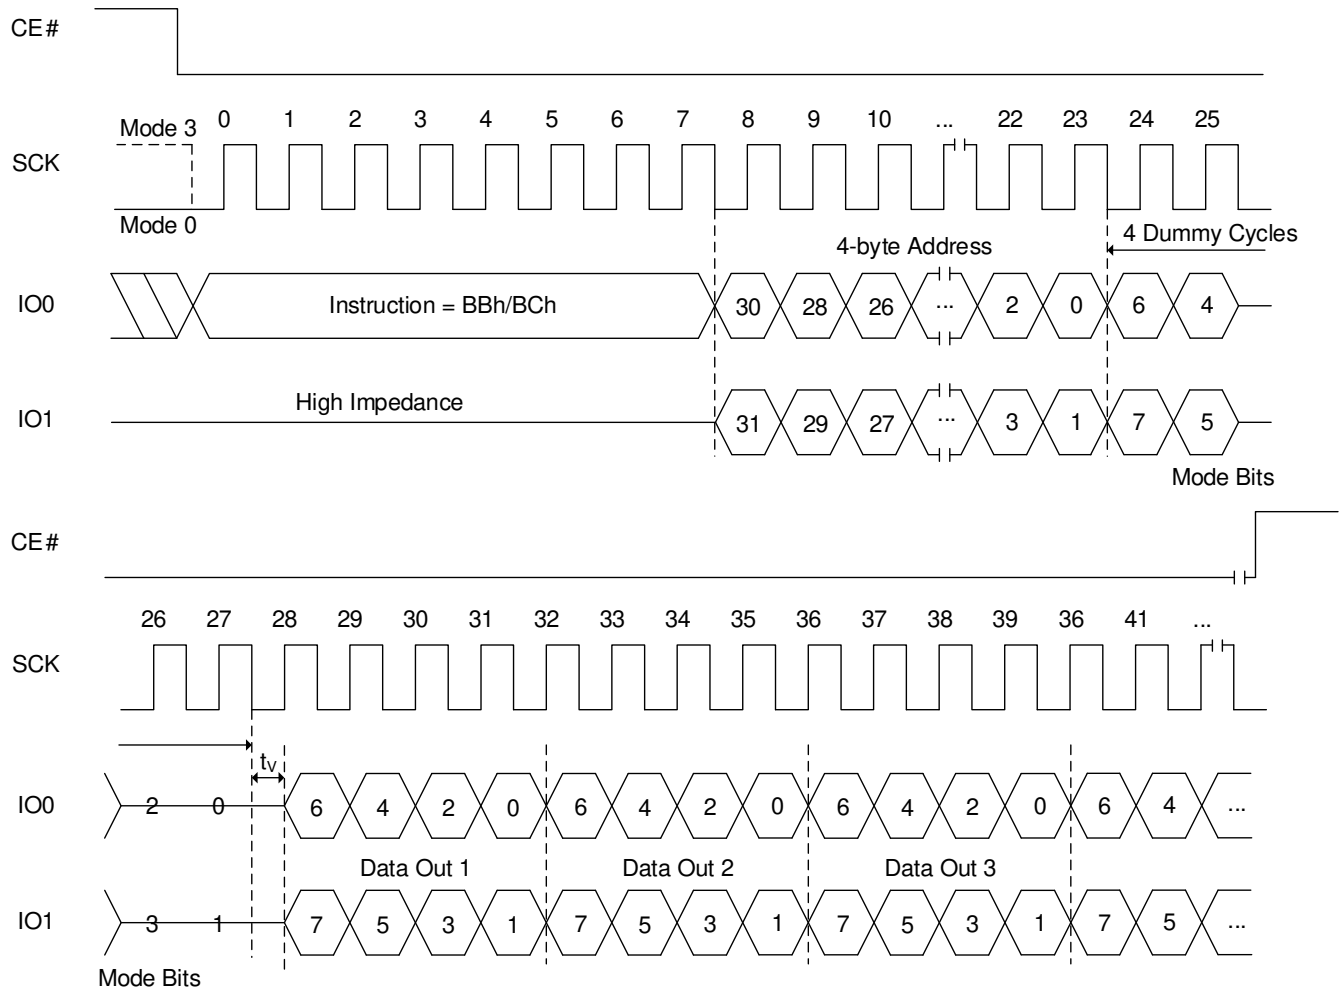 CE#
Mode 3 0 1 2 3 4 5 6 7 8 9 10 ... 22 23 24 25
SCK
Mode 0
4-byte Address 4 Dummy Cycles
IO0 Instruction = BBh/BCh 30 28 26 ... 2 0 6 4
IO1 High Impedance 31 29 27 ... 3 1 7 5
Mode Bits
CE#
26 27 28 29 30 31 32 33 34 35 36 37 38 39 36 41 ...
SCK
tV
IO0 2 0 6 4 2 0 6 4 2 0 6 4 2 0 6 4 ...
Data Out 1 Data Out 2 Data Out 3
IO1 3 1 7 5 3 1 7 5 3 1 7 5 3 1 7 5 ...
Mode Bits